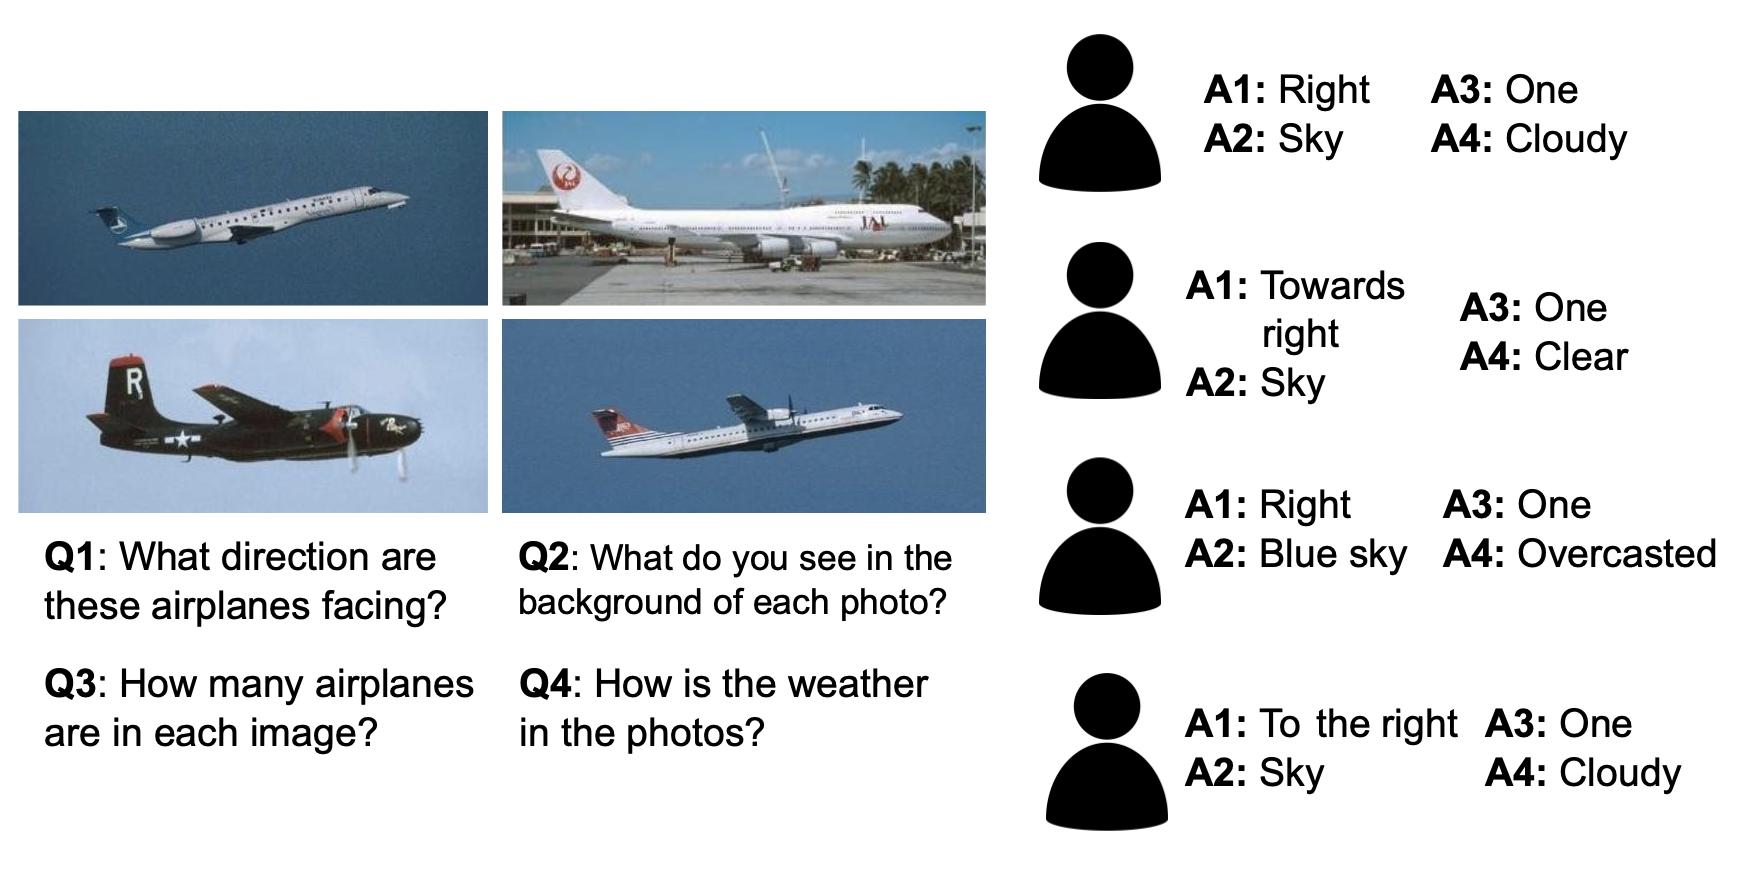 JAL
JAL
R
Q1: What direction are
these airplanes facing?
Q2: What do you see in the
background of each photo?
Q3: How many airplanes
are in each image?
Q4: How is the weather
in the photos?
A1: Right
A2: Sky
A3: One
A4: Cloudy
A1: Towards
right
A2: Sky
A3: One
A4: Clear
A1: Right
A2: Blue sky
A3: One
A4: Overcasted
A1: To the right
A2: Sky
A3: One
A4: Cloudy